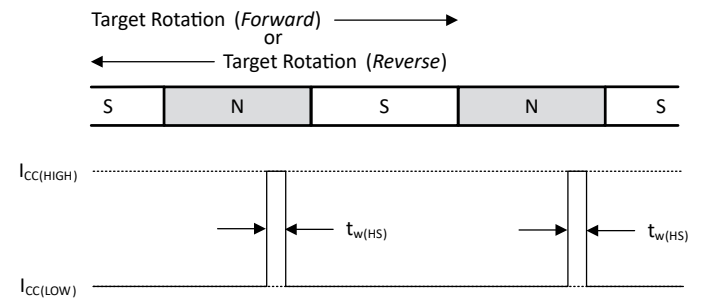 Target Rotation (Forward)
or
Target Rotation (Reverse)
S N S N S
ICC(HIGH)
tw(HS) tw(HS)
ICC(LOW)